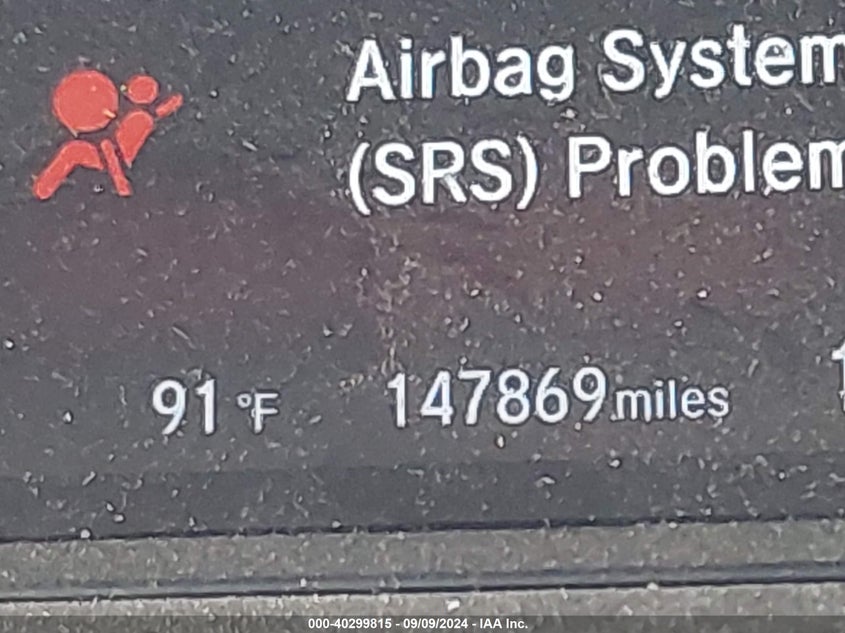 Airbag System
(SRS) Problem
91 °F 147869 miles
000-40299815 - 09/09/2024 - IAA Inc.